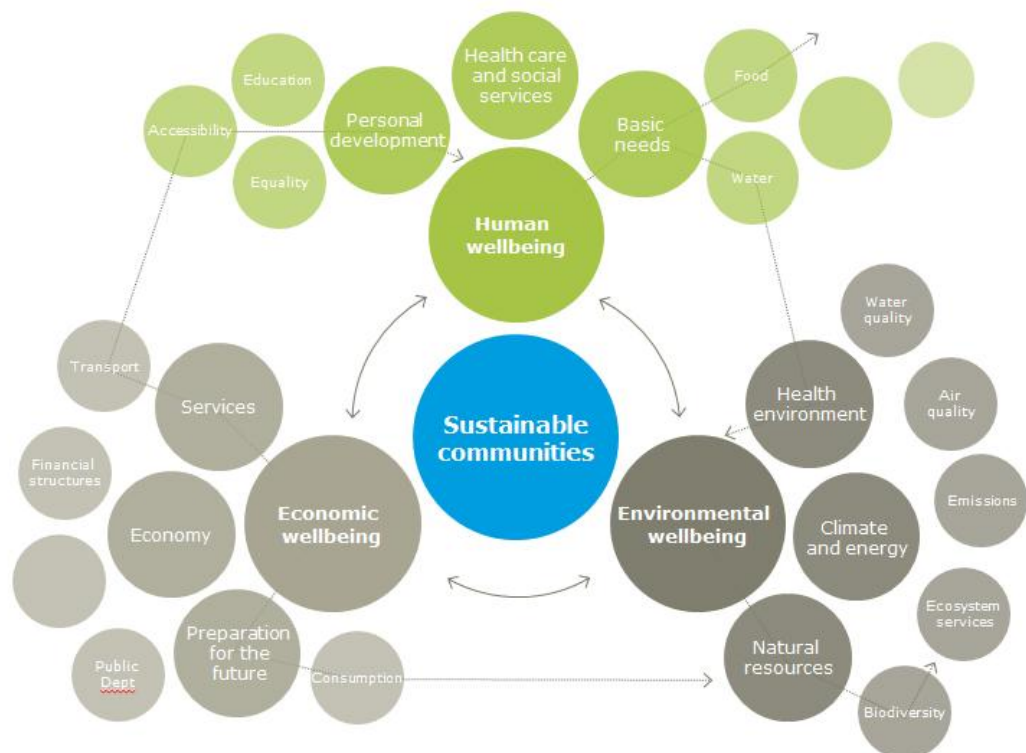 Health care
and social
services
Education
Food
Accessibility
Personal
development
Basic
needs
Equality
Water
Human
wellbeing
Water
quality
Transport
Services
Health
environment
Air
quality
Sustainable
communities
Financial
structures
Economy
Economic
wellbeing
Environmental
wellbeing
Climate
and energy
Emissions
Ecosystem
services
Preparation
for the
future
Public
Dept
Consumption
Natural
resources
Biodiversity